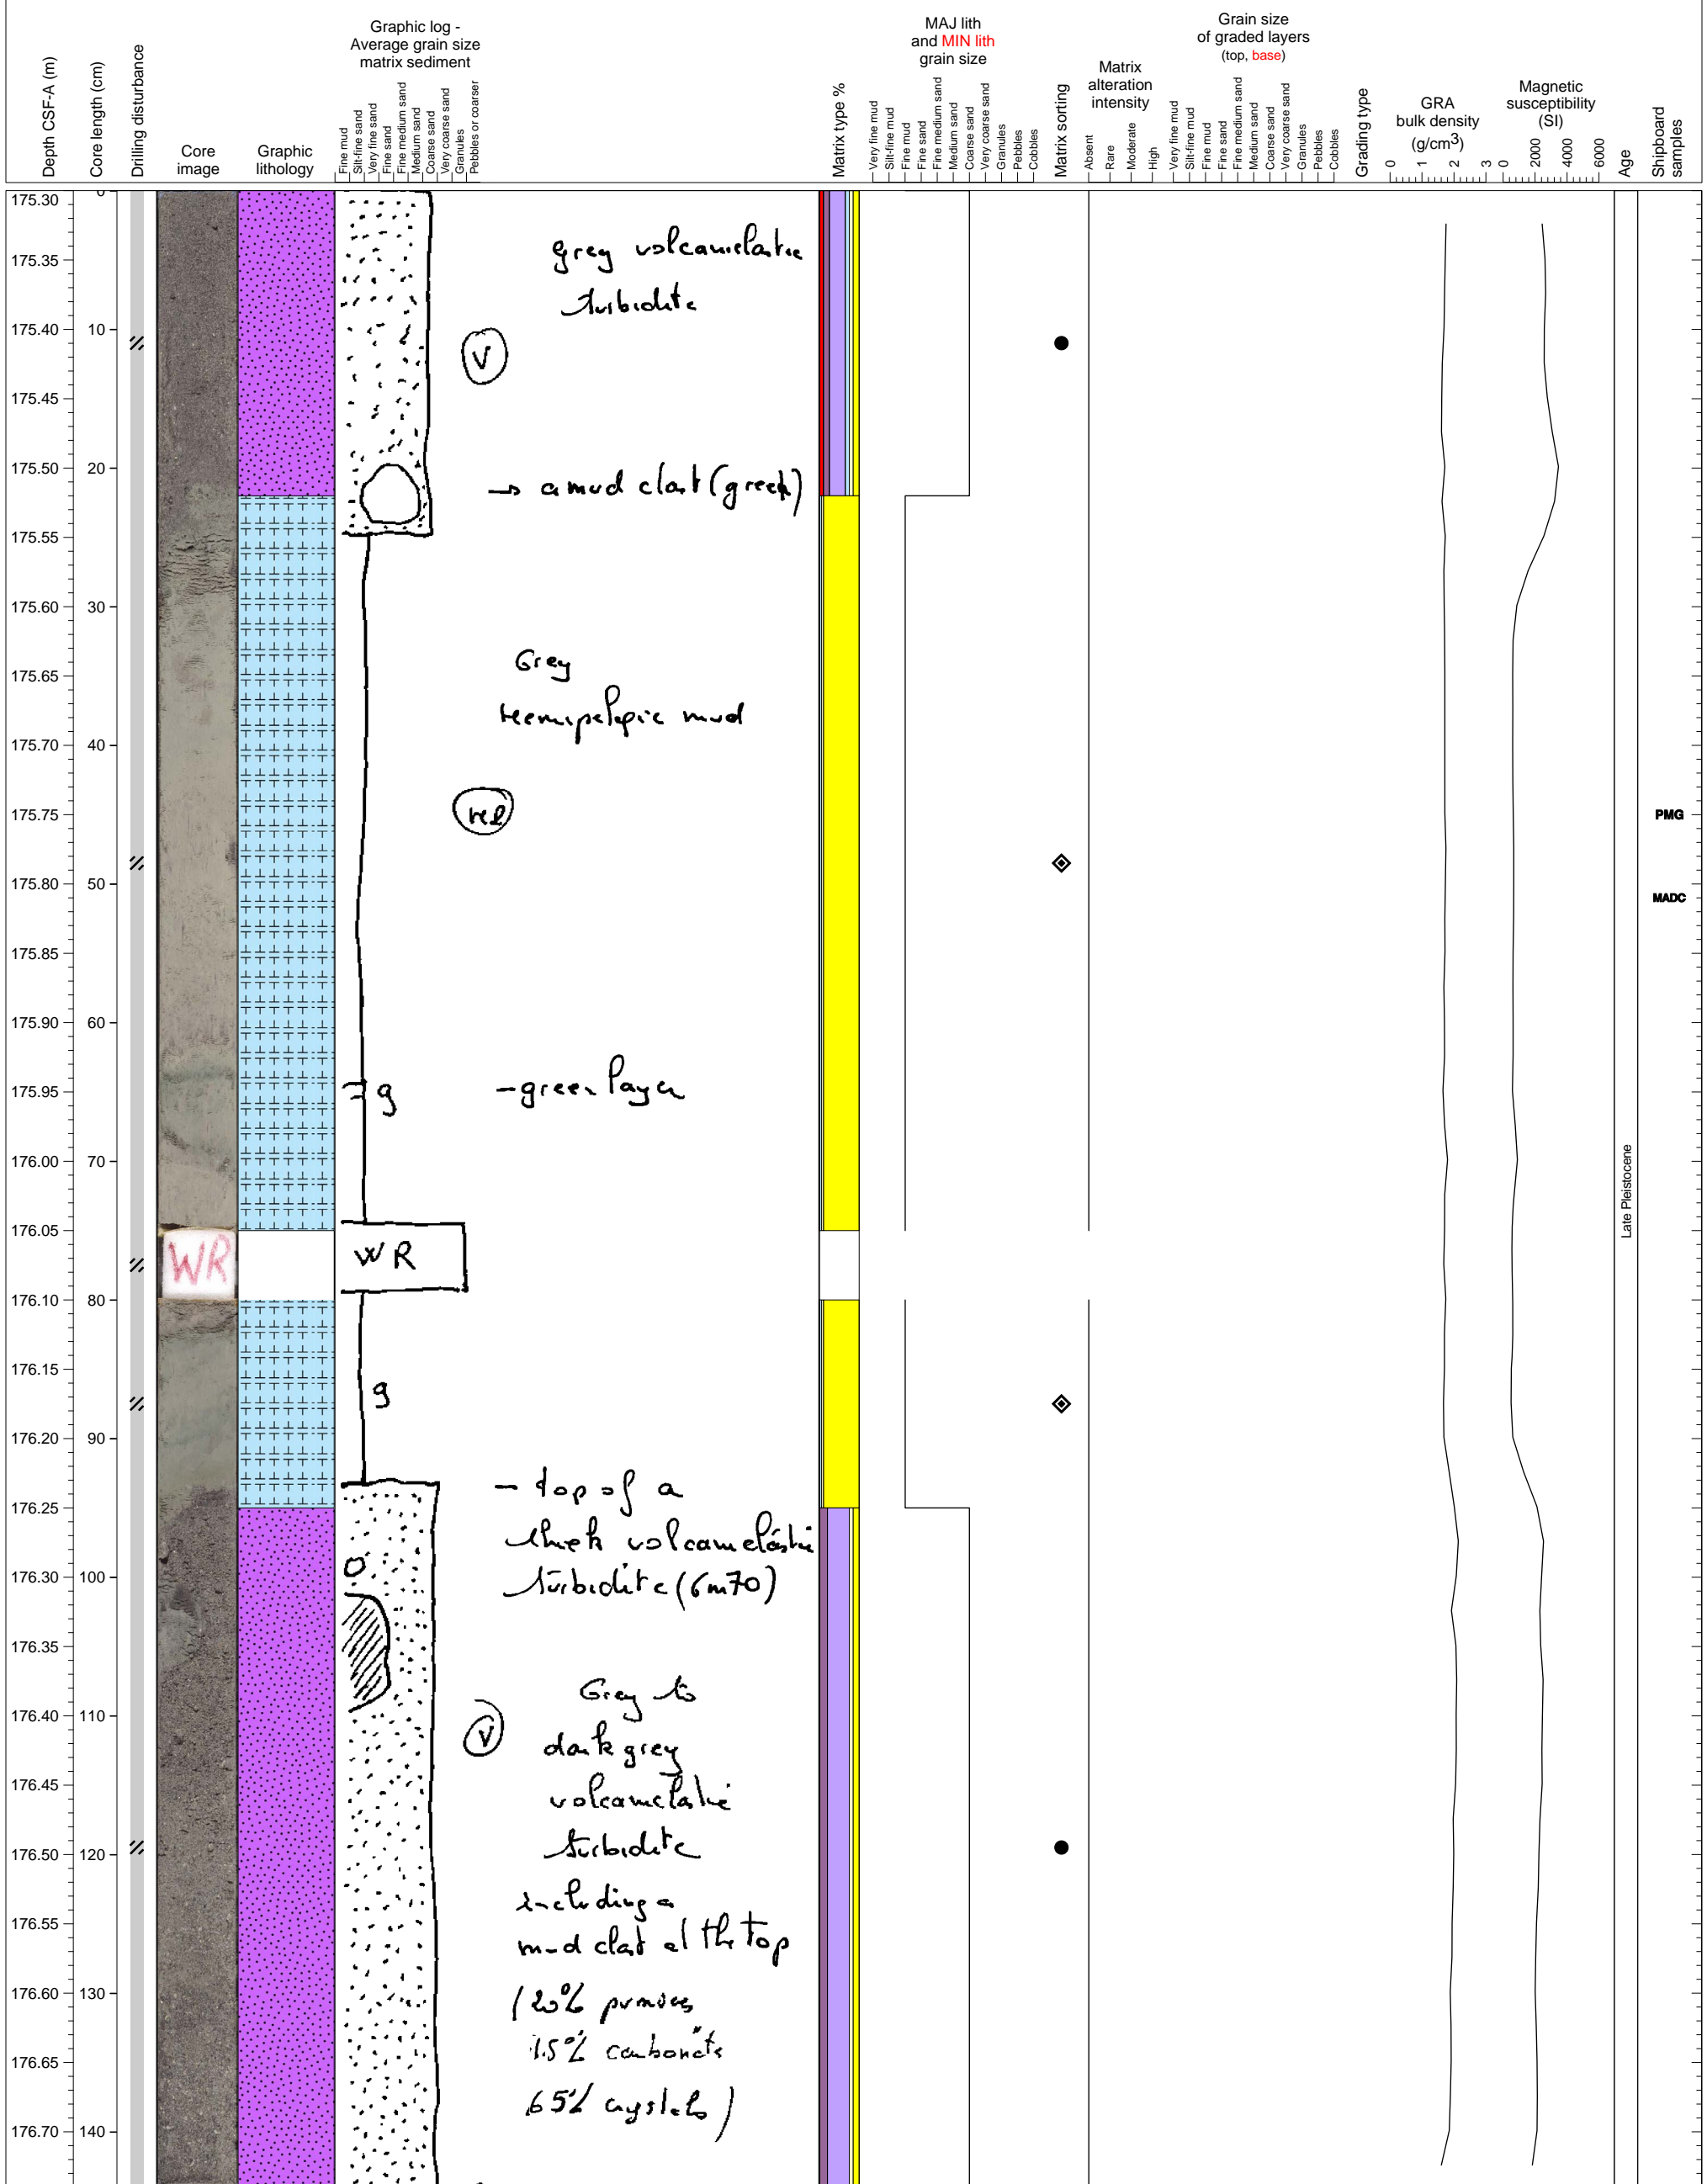 Depth CSF-A (m)
Core length (cm)
Drilling disturbance
Core
image
Graphic
lithology
Graphic log -
Average grain size
matrix sediment
Fine mud
Silt-fine sand
Very fine sand
Fine sand
Fine medium sand
Medium sand
Coarse sand
Very coarse sand
Granules
Pebbles or coarser
Matrix type %
MAJ lith
and MIN lith
grain size
Very fine mud
Silt-fine mud
Fine mud
Fine sand
Fine medium sand
Medium sand
Coarse sand
Very coarse sand
Granules
Pebbles
Cobbles
Matrix sorting
Matrix
alteration
intensity
Absent
Rare
Moderate
High
Grain size
of graded layers
(top, base)
Very fine mud
Silt-fine mud
Fine mud
Fine sand
Fine medium sand
Medium sand
Coarse sand
Very coarse sand
Granules
Pebbles
Cobbles
Grading type
GRA
bulk density
(g/cm³)
0 1 2 3
Magnetic
susceptibility
(SI)
0 2000 4000 6000
Age
Shipboard
samples
175.30 0
175.35
175.40 10
175.45
175.50 20
175.55
175.60 30
175.65
175.70 40
175.75
175.80 50
175.85
175.90 60
175.95
176.00 70
176.05
176.10 80
176.15
176.20 90
176.25
176.30 100
176.35
176.40 110
176.45
176.50 120
176.55
176.60 130
176.65
176.70 140
grey volcaniclastic
turbidite
V
→ a mud clast (green)
Grey
Hemipelagic mud
g
- green layer
WR
WR
g
- top of a
thick volcaniclastic
turbidite (6m70)
V
Grey to
dark grey
volcaniclastic
turbidite
including a
mud clast at the top
(20% pumices
15% carbonate
65% crystals)
PMG
MADC
Late Pleistocene